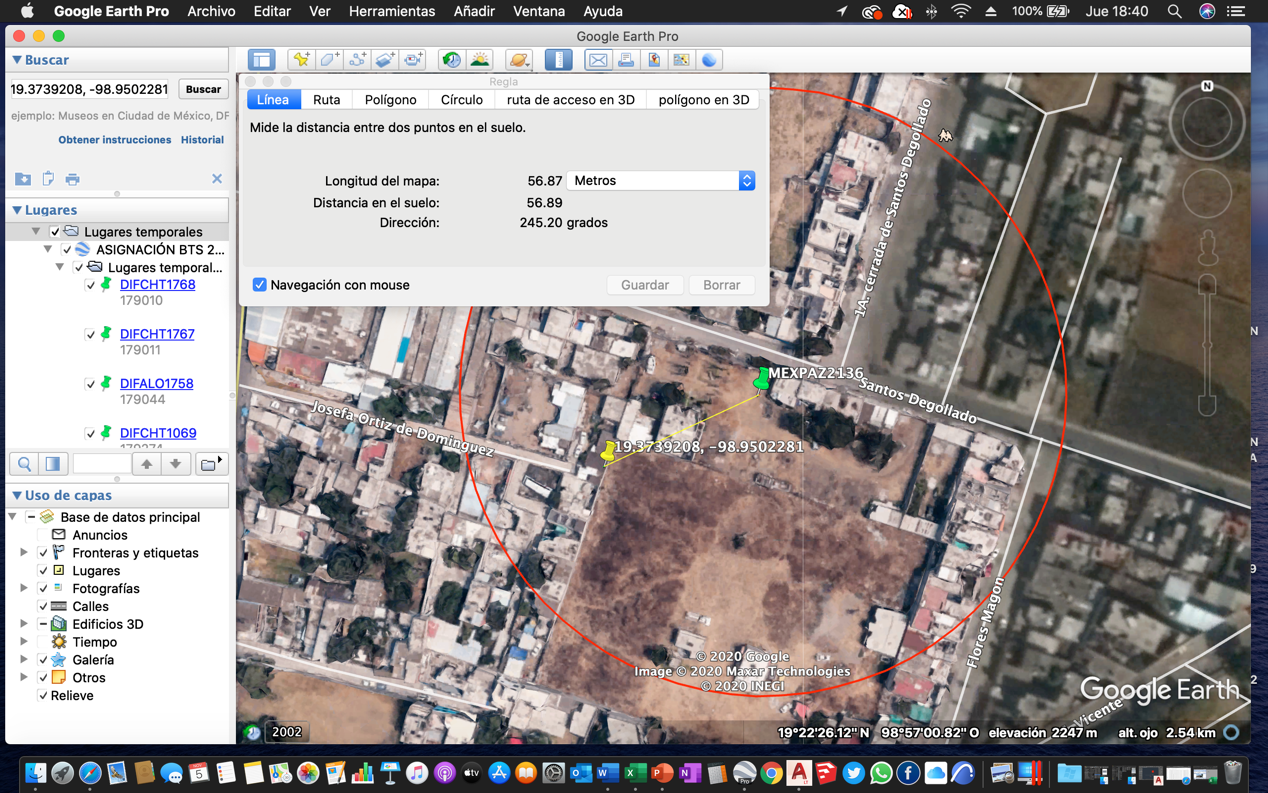 Google Earth Pro Archivo Editar Ver Herramientas Añadir Ventana Ayuda 100% Jue 18:40
Google Earth Pro
Buscar
19.3739208, -98.9502281 Buscar
ejemplo: Museos en Ciudad de México, DF
Obtener instrucciones Historial
Lugares
Lugares temporales
ASIGNACIÓN BTS 2...
Lugares temporal...
DIFCHT1768
179010
DIFCHT1767
179011
DIFALO1758
179044
DIFCHT1069
Uso de capas
Base de datos principal
Anuncios
Fronteras y etiquetas
Lugares
Fotografías
Calles
Edificios 3D
Tiempo
Galería
Otros
Relieve
Regla
Línea Ruta Polígono Círculo ruta de acceso en 3D polígono en 3D
Mide la distancia entre dos puntos en el suelo.
Longitud del mapa: 56.87 Metros
Distancia en el suelo: 56.89
Dirección: 245.20 grados
Navegación con mouse Guardar Borrar
N
1A. cerrada de Santos Degollado
MEXPAZ2136
Santos Degollado
Josefa Ortiz de Dominguez
19.3739208, -98.9502281
Flores Magon
Vicente
© 2020 Google
Image © 2020 Maxar Technologies
© 2020 INEGI
Google Earth
2002
19°22'26.12" N 98°57'00.82" O elevación 2247 m alt. ojo 2.54 km